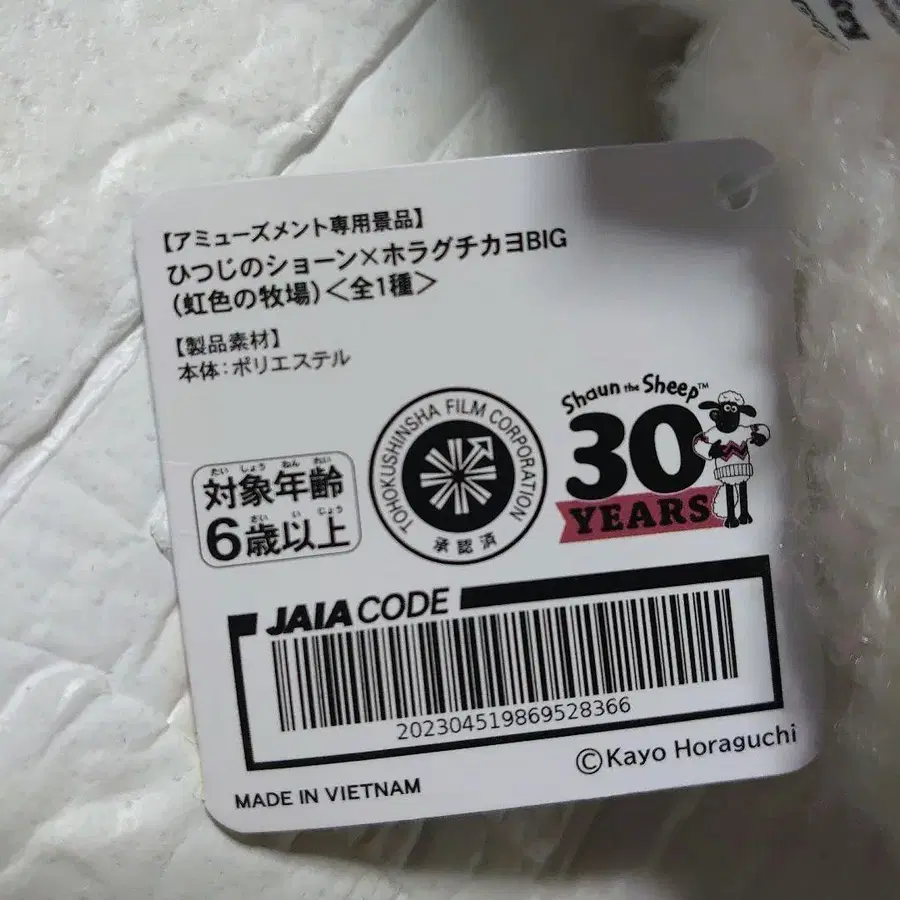 【アミューズメント専用景品】
ひつじのショーン×ホラグチカヨBIG
(虹色の牧場)<全1種>
【製品素材】
本体:ポリエステル
たいしょう ねんれい
対象年齢
さい い じょう
6歳以上
TOHOKUSHINSHA FILM CORPORATION
承認済
Shaun the Sheep™
30
YEARS
JAIA CODE
202304519869528366
©Kayo Horaguchi
MADE IN VIETNAM